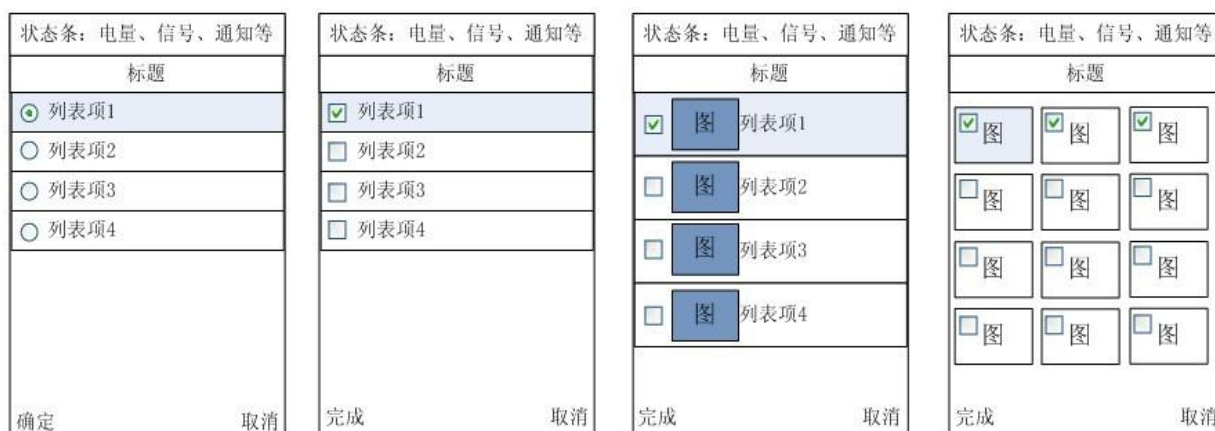 状态条：电量、信号、通知等
标题
列表项1
列表项2
列表项3
列表项4
确定 取消
状态条：电量、信号、通知等
标题
列表项1
列表项2
列表项3
列表项4
完成 取消
状态条：电量、信号、通知等
标题
图 列表项1
图 列表项2
图 列表项3
图 列表项4
完成 取消
状态条：电量、信号、通知等
标题
图 图 图
图 图 图
图 图 图
图 图 图
完成 取消